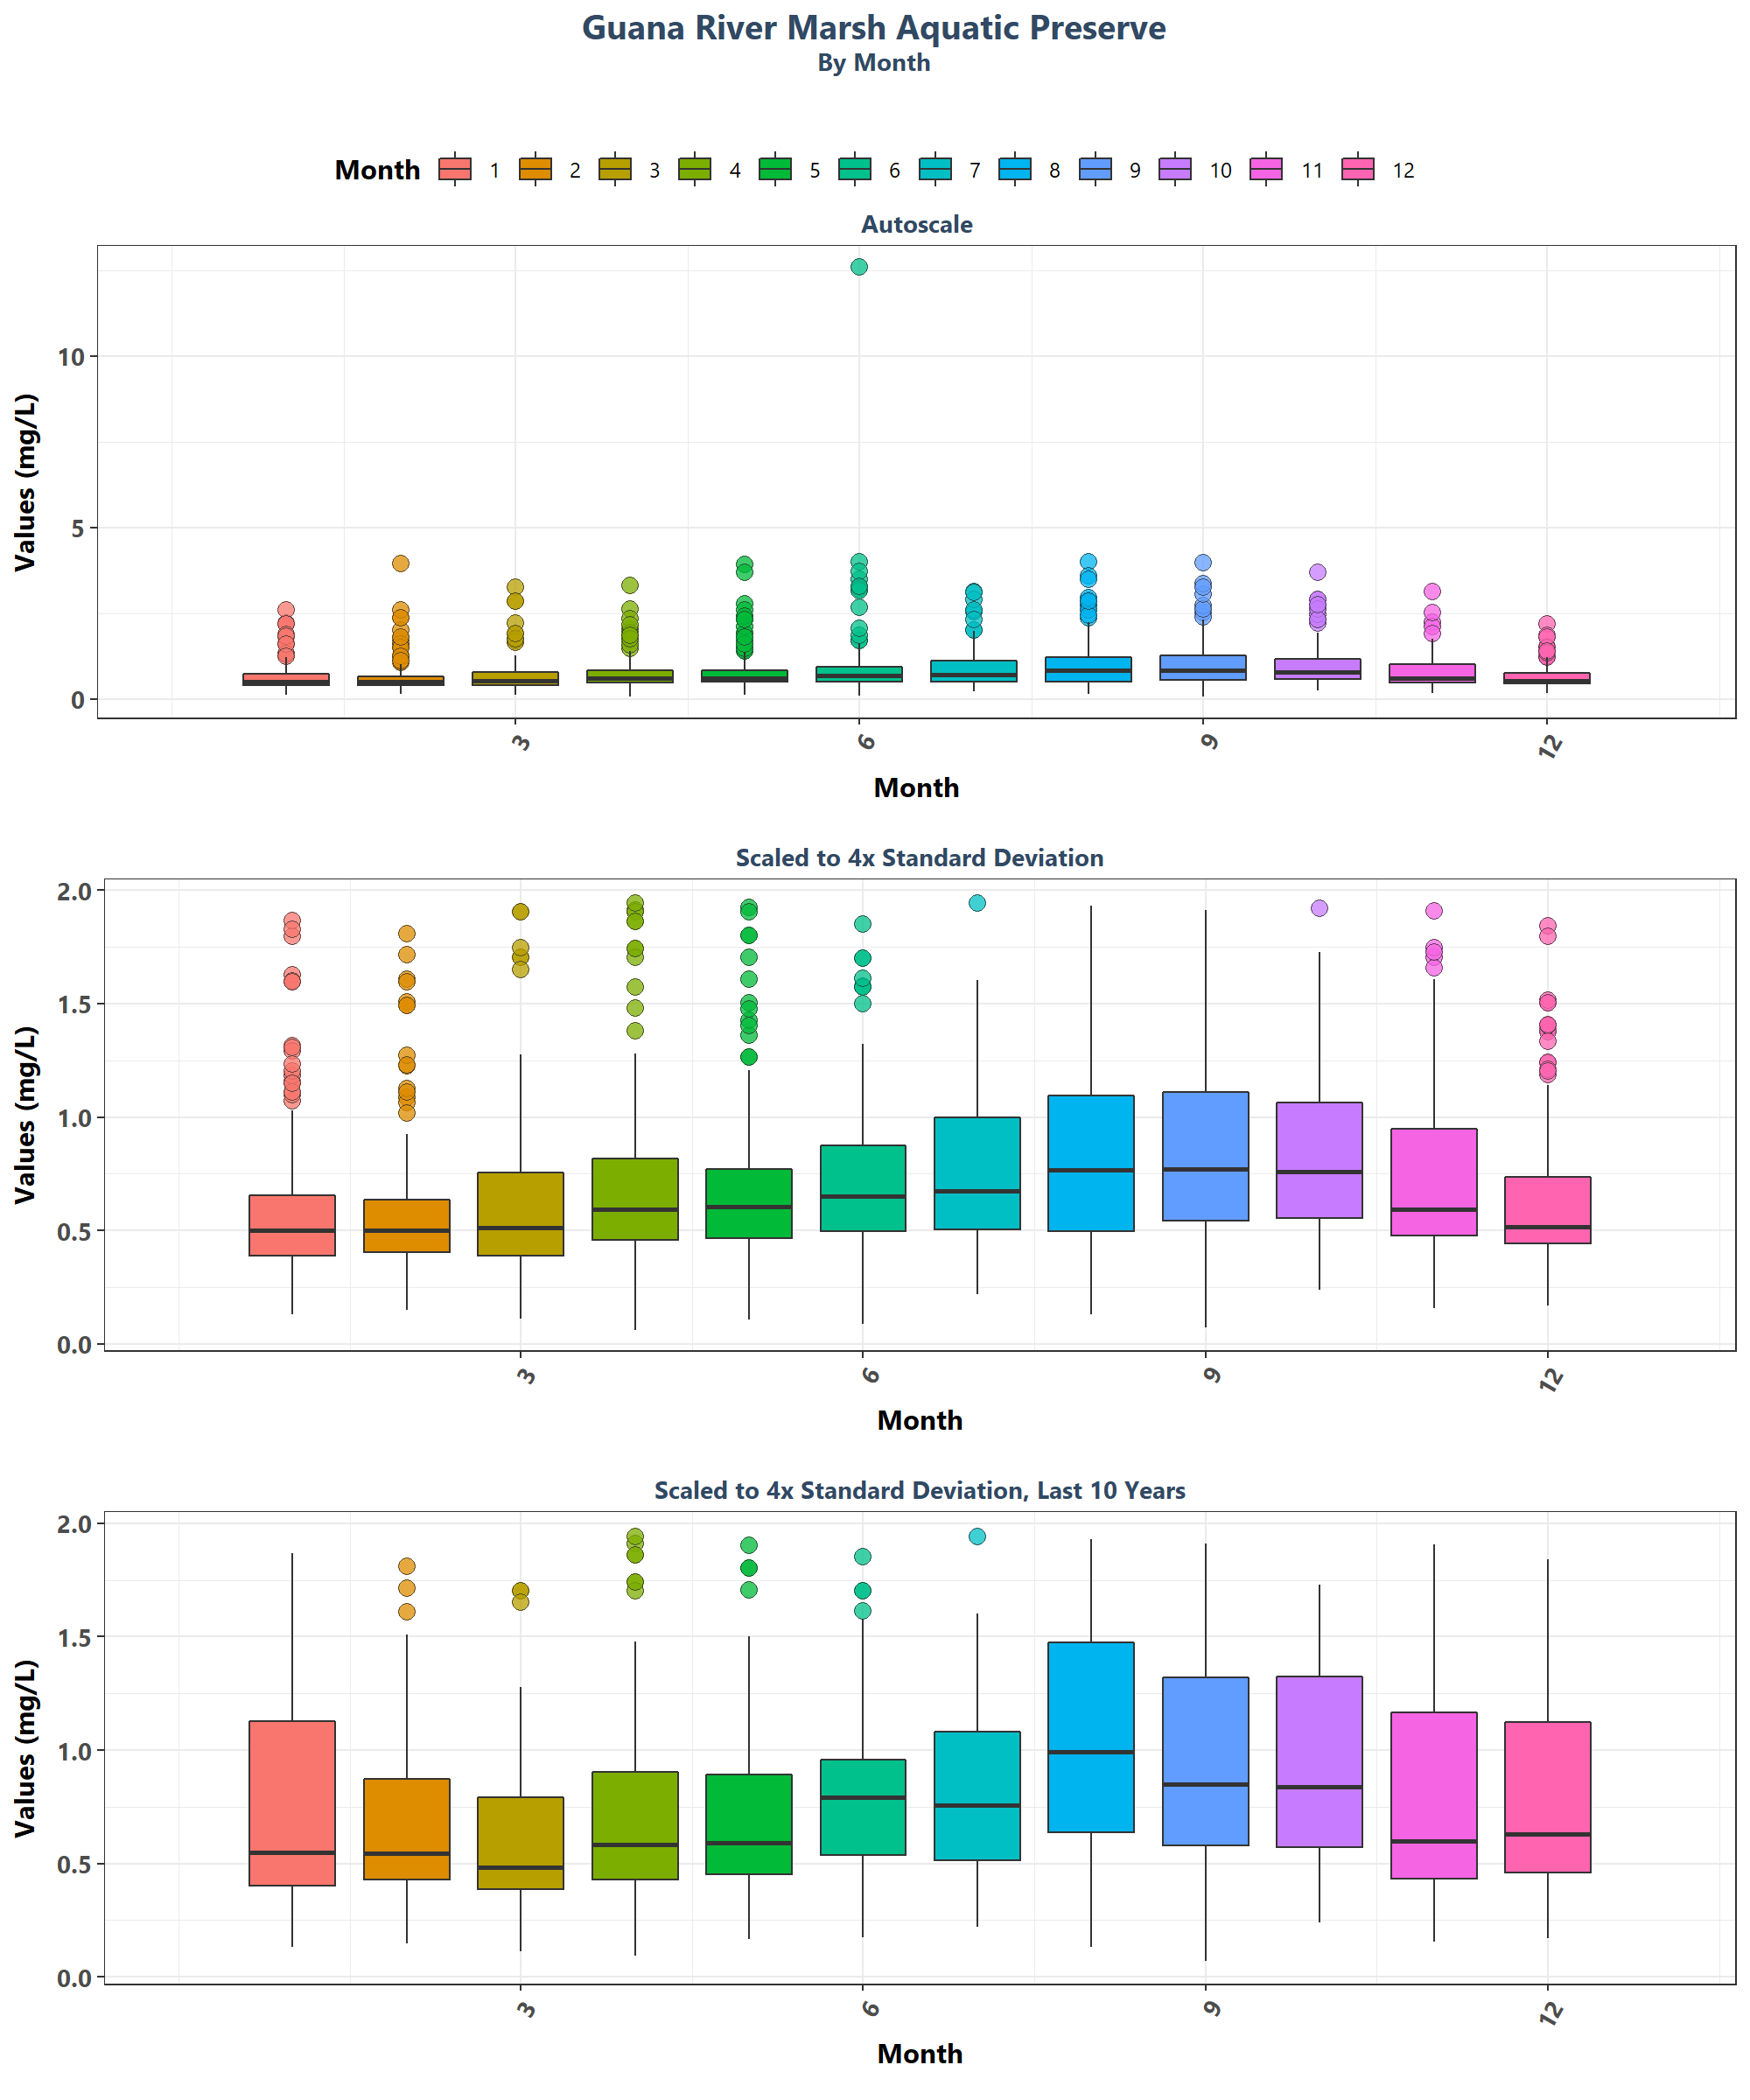 Guana River Marsh Aquatic Preserve
By Month
Month 1 2 3 4 5 6 7 8 9 10 11 12
Autoscale
Values (mg/L)
10
5
0
3 6 9 12
Month
Scaled to 4x Standard Deviation
Values (mg/L)
2.0
1.5
1.0
0.5
0.0
3 6 9 12
Month
Scaled to 4x Standard Deviation, Last 10 Years
Values (mg/L)
2.0
1.5
1.0
0.5
0.0
3 6 9 12
Month